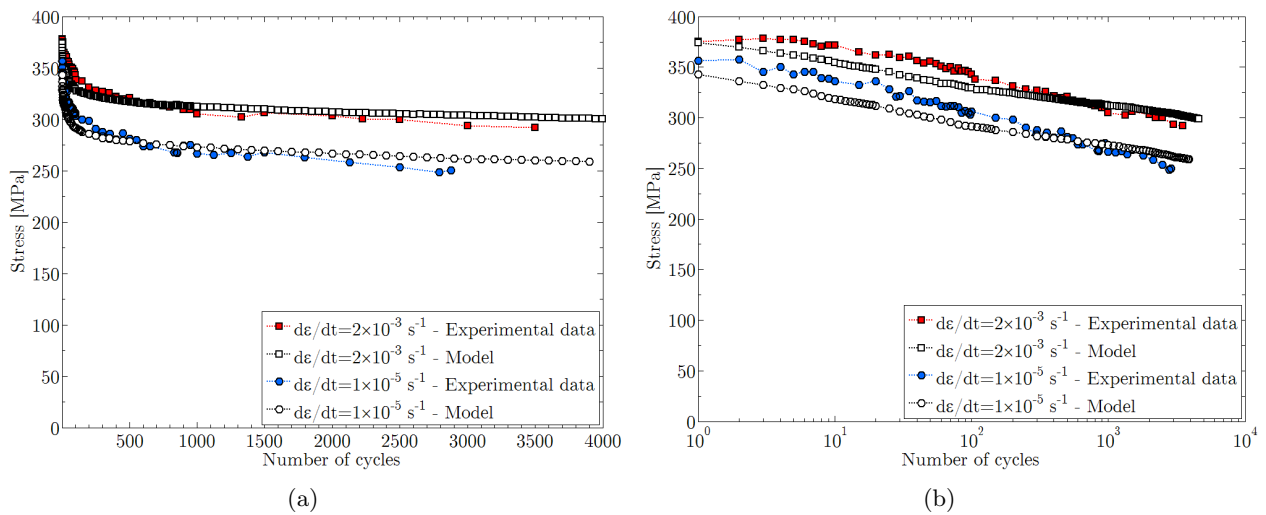 400
350
300
250
200
150
100
50
0
Stress [MPa]
500 1000 1500 2000 2500 3000 3500 4000
Number of cycles
dε/dt=2×10⁻³ s⁻¹ - Experimental data
dε/dt=2×10⁻³ s⁻¹ - Model
dε/dt=1×10⁻⁵ s⁻¹ - Experimental data
dε/dt=1×10⁻⁵ s⁻¹ - Model
(a)
400
350
300
250
200
150
100
50
0
Stress [MPa]
10⁰ 10¹ 10² 10³ 10⁴
Number of cycles
dε/dt=2×10⁻³ s⁻¹ - Experimental data
dε/dt=2×10⁻³ s⁻¹ - Model
dε/dt=1×10⁻⁵ s⁻¹ - Experimental data
dε/dt=1×10⁻⁵ s⁻¹ - Model
(b)